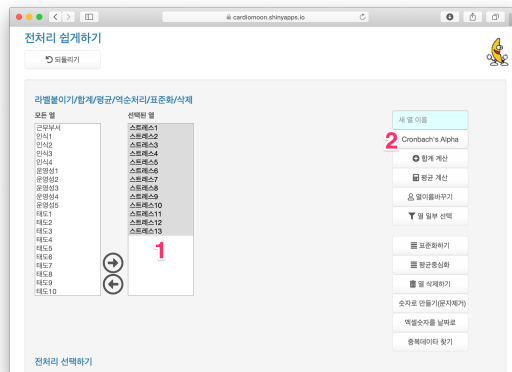 cardiomoon.shinyapps.io
전처리 쉽게하기
되돌리기
라벨붙이기/합계/평균/역순처리/표준화/삭제
모든 열
근무부서
인식1
인식2
인식3
인식4
운영성1
운영성2
운영성3
운영성4
운영성5
태도1
태도2
태도3
태도4
태도5
태도6
태도7
태도8
태도9
태도10
선택된 열
스트레스1
스트레스2
스트레스3
스트레스4
스트레스5
스트레스6
스트레스7
스트레스8
스트레스9
스트레스10
스트레스11
스트레스12
스트레스13
1
새 열 이름
2
Cronbach's Alpha
합계 계산
평균 계산
열이름바꾸기
열 일부 선택
표준화하기
평균중심화
열 삭제하기
숫자로 만들기(문자제거)
엑셀숫자를 날짜로
중복데이타 찾기
전처리 선택하기